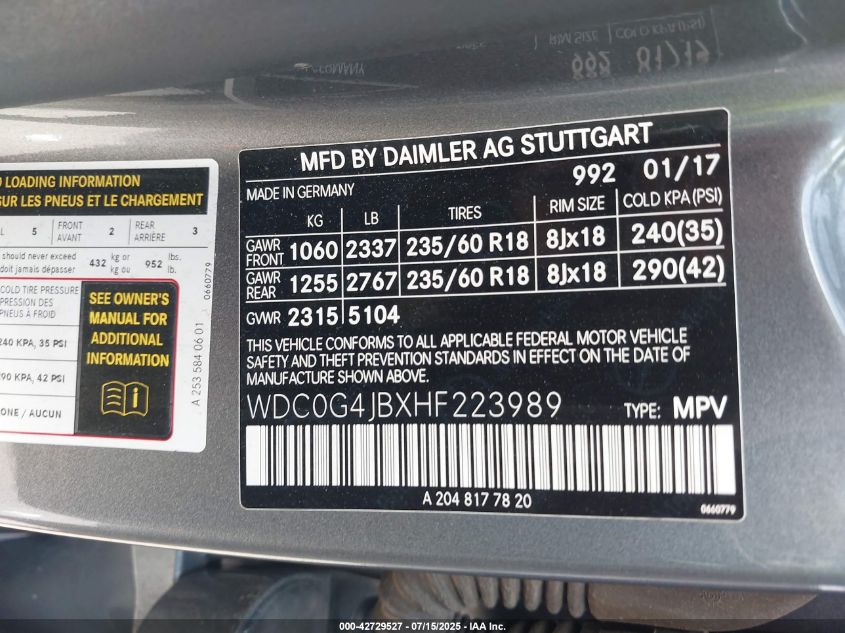 MFD BY DAIMLER AG STUTTGART
992 01/17
MADE IN GERMANY
KG LB TIRES RIM SIZE COLD KPA (PSI)
GAWR FRONT 1060 2337 235/60 R18 8Jx18 240(35)
GAWR REAR 1255 2767 235/60 R18 8Jx18 290(42)
GVWR 2315 5104
THIS VEHICLE CONFORMS TO ALL APPLICABLE FEDERAL MOTOR VEHICLE
SAFETY AND THEFT PREVENTION STANDARDS IN EFFECT ON THE DATE OF
MANUFACTURE SHOWN ABOVE.
WDC0G4JBXHF223989 TYPE: MPV
A 204 817 78 20
0660779
LOADING INFORMATION
SUR LES PNEUS ET LE CHARGEMENT
5 FRONT AVANT 2 REAR ARRIÈRE 3
should never exceed 432 kg or 952 lbs.
doit jamais dépasser kg ou lb.
COLD TIRE PRESSURE
PRESSION DES
PNEUS À FROID
240 KPA, 35 PSI
290 KPA, 42 PSI
NONE / AUCUN
SEE OWNER'S
MANUAL FOR
ADDITIONAL
INFORMATION
0660779
A 253 584 06 01
000-42729527 - 07/15/2025 - IAA Inc.